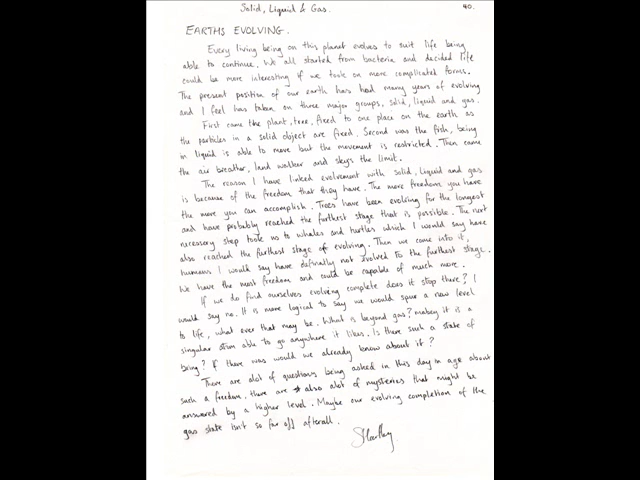 Solid, Liquid & Gas.
40.
EARTHS EVOLVING.
Every living being on this planet evolves to suit life being
able to continue. We all started from bacteria and decided life
could be more interesting if we took on more complicated forms.
The present position of our earth has had many years of evolving
and I feel has taken on three major groups, solid, liquid and gas.
First came the plant, tree, fixed to one place on the earth as
the particles in a solid object are fixed. Second was the fish, being
in liquid is able to move but the movement is restricted. Then came
the air breather, land walker and skys the limit.
The reason I have linked evolvement with solid, liquid and gas
is because of the freedom that they have. The more freedom you have
the more you can accomplish. Trees have been evolving for the longest
and have probably reached the furthest stage that is possible. The next
necessery step took us to whales and turtles which I would say have
also reached the furthest stage of evolving. Then we come into it,
humans I would say have definatly not evolved to the furthest stage.
We have the most freedom and could be capable of much more.
If we do find ourselves evolving complete does it stop there? I
would say no. It is more logical to say we would spur a new level
to life, what ever that may be. What is beyond gas? mabey it is a
singular able to go anywhere it likes. Is there such a state of
being? If there was would we already know about it?
There are alot of questions being asked in this day in age about
such a freedom, there are also alot of mysteries that might be
answered by a higher level. Maybe our evolving completion of the
gas state isn't so far off afterall.